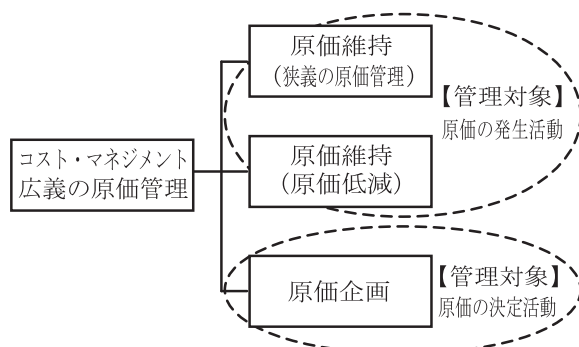 原価維持
（狭義の原価管理）
【管理対象】
原価の発生活動
コスト・マネジメント
広義の原価管理
原価維持
（原価低減）
原価企画
【管理対象】
原価の決定活動